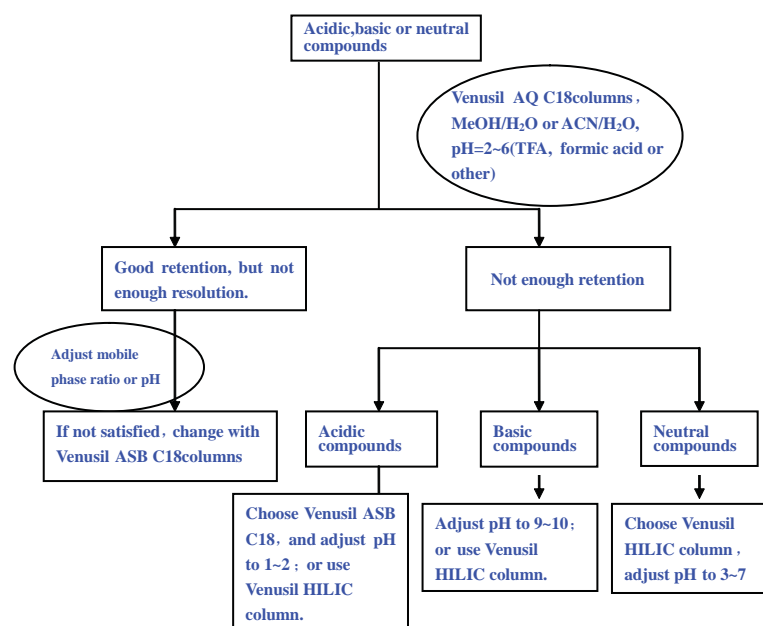 Acidic,basic or neutral
compounds
Venusil AQ C18columns，
MeOH/H₂O or ACN/H₂O,
pH=2~6(TFA, formic acid or
other)
Good retention, but not
enough resolution.
Not enough retention
Adjust mobile
phase ratio or pH
If not satisfied，change with
Venusil ASB C18columns
Acidic
compounds
Basic
compounds
Neutral
compounds
Choose Venusil ASB
C18，and adjust pH
to 1~2；or use
Venusil HILIC
column.
Adjust pH to 9~10；
or use Venusil
HILIC column.
Choose Venusil
HILIC column，
adjust pH to 3~7